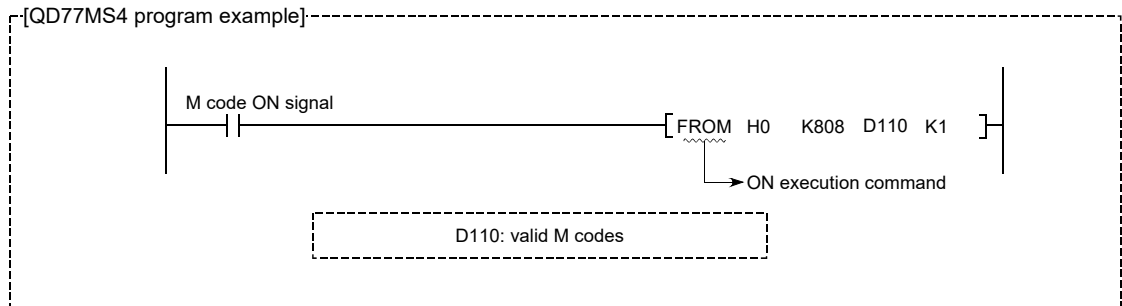 [QD77MS4 program example]
M code ON signal
FROM H0 K808 D110 K1
ON execution command
D110: valid M codes